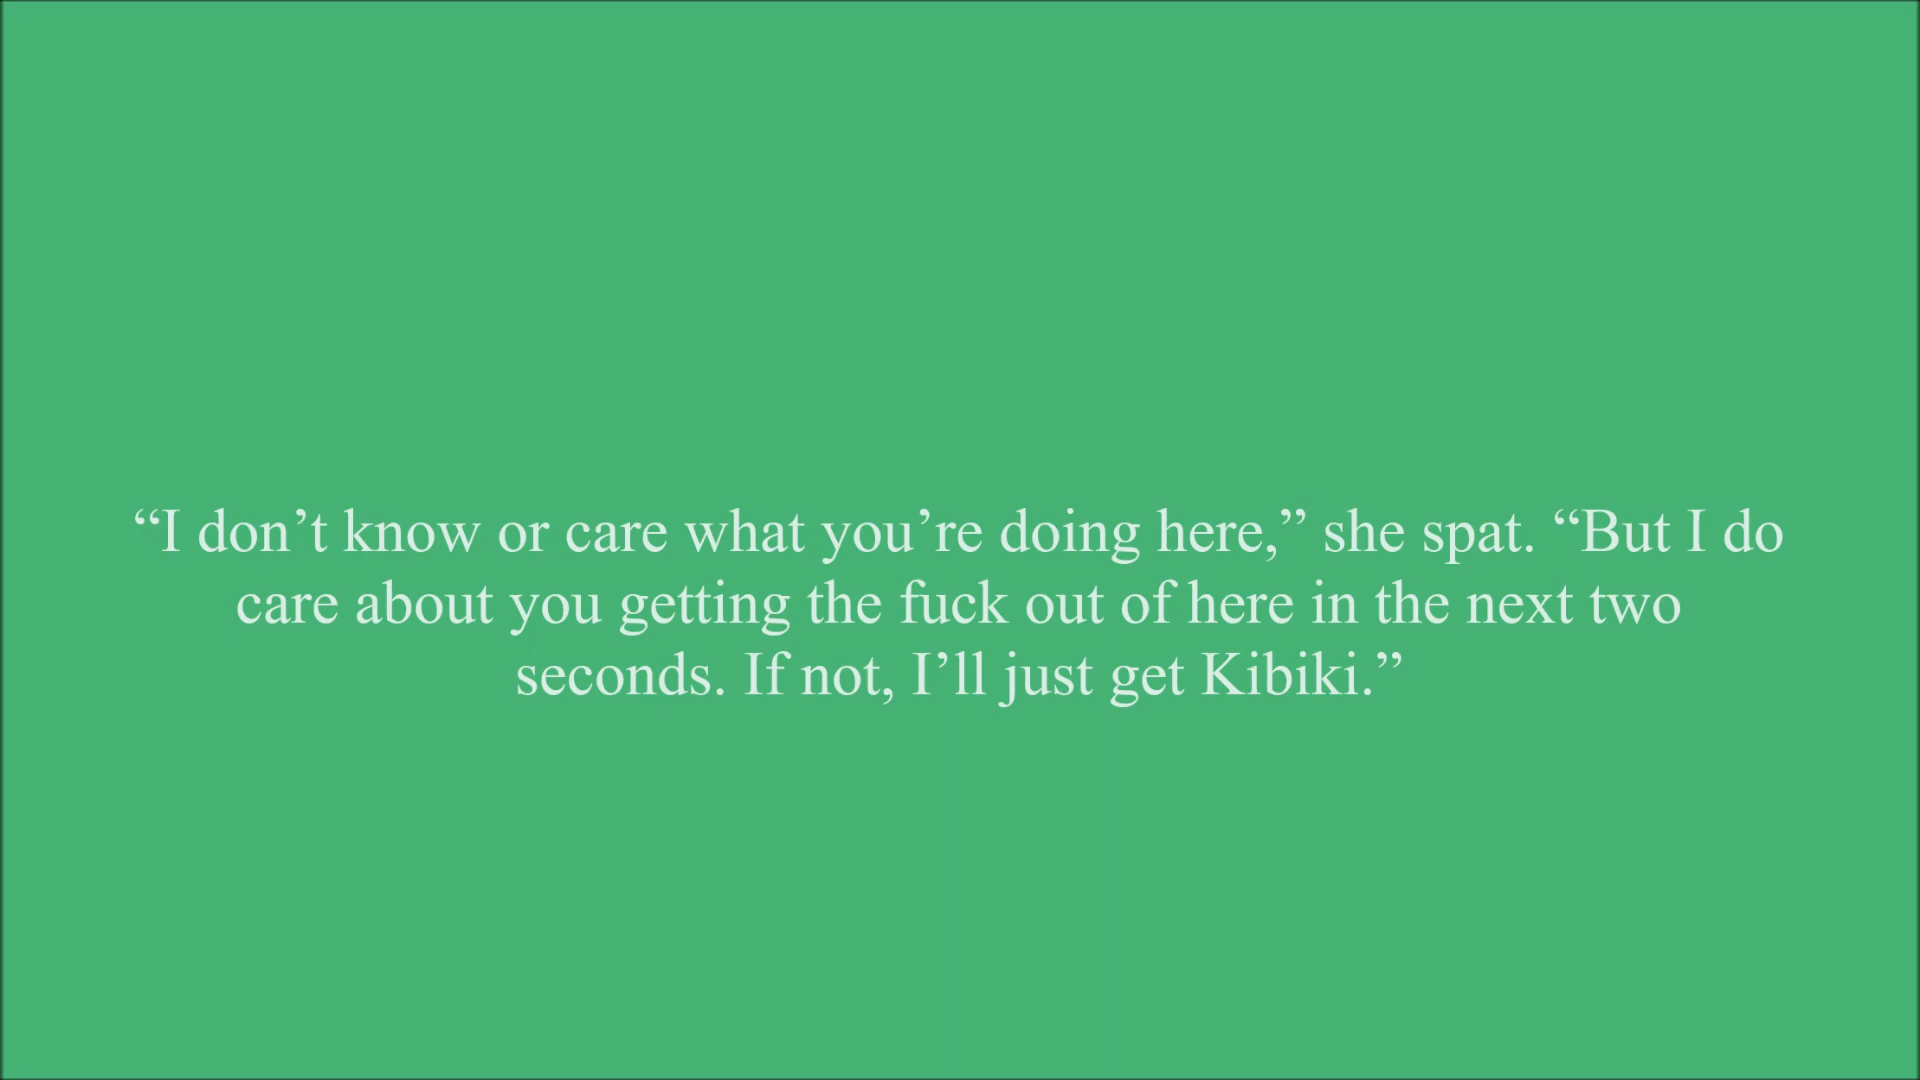 “I don’t know or care what you’re doing here,” she spat. “But I do
care about you getting the fuck out of here in the next two
seconds. If not, I’ll just get Kibiki.”